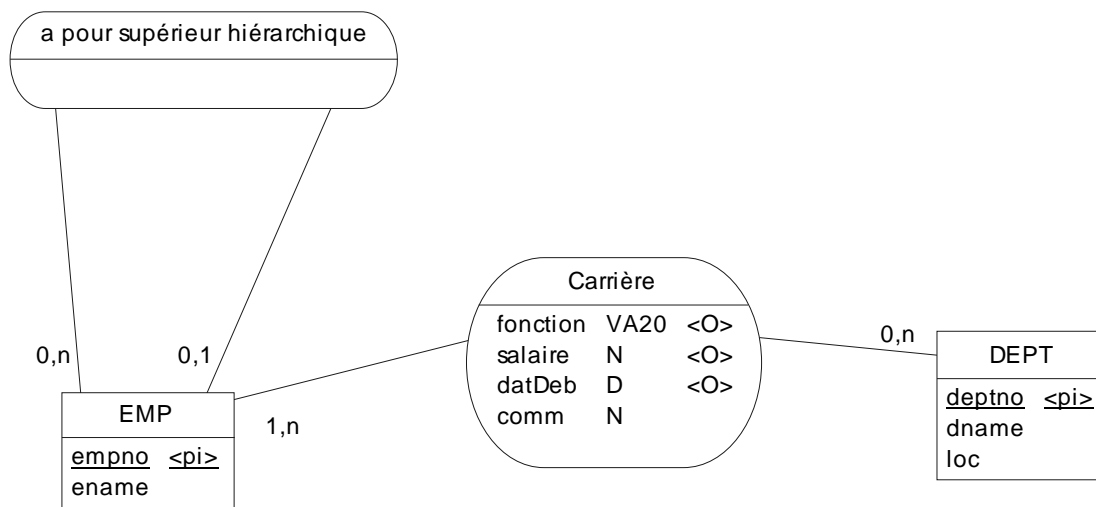 a pour supérieur hiérarchique
0,n
0,1
EMP
empno <pi>
ename
1,n
Carrière
fonction VA20 <O>
salaire N <O>
datDeb D <O>
comm N
0,n
DEPT
deptno <pi>
dname
loc